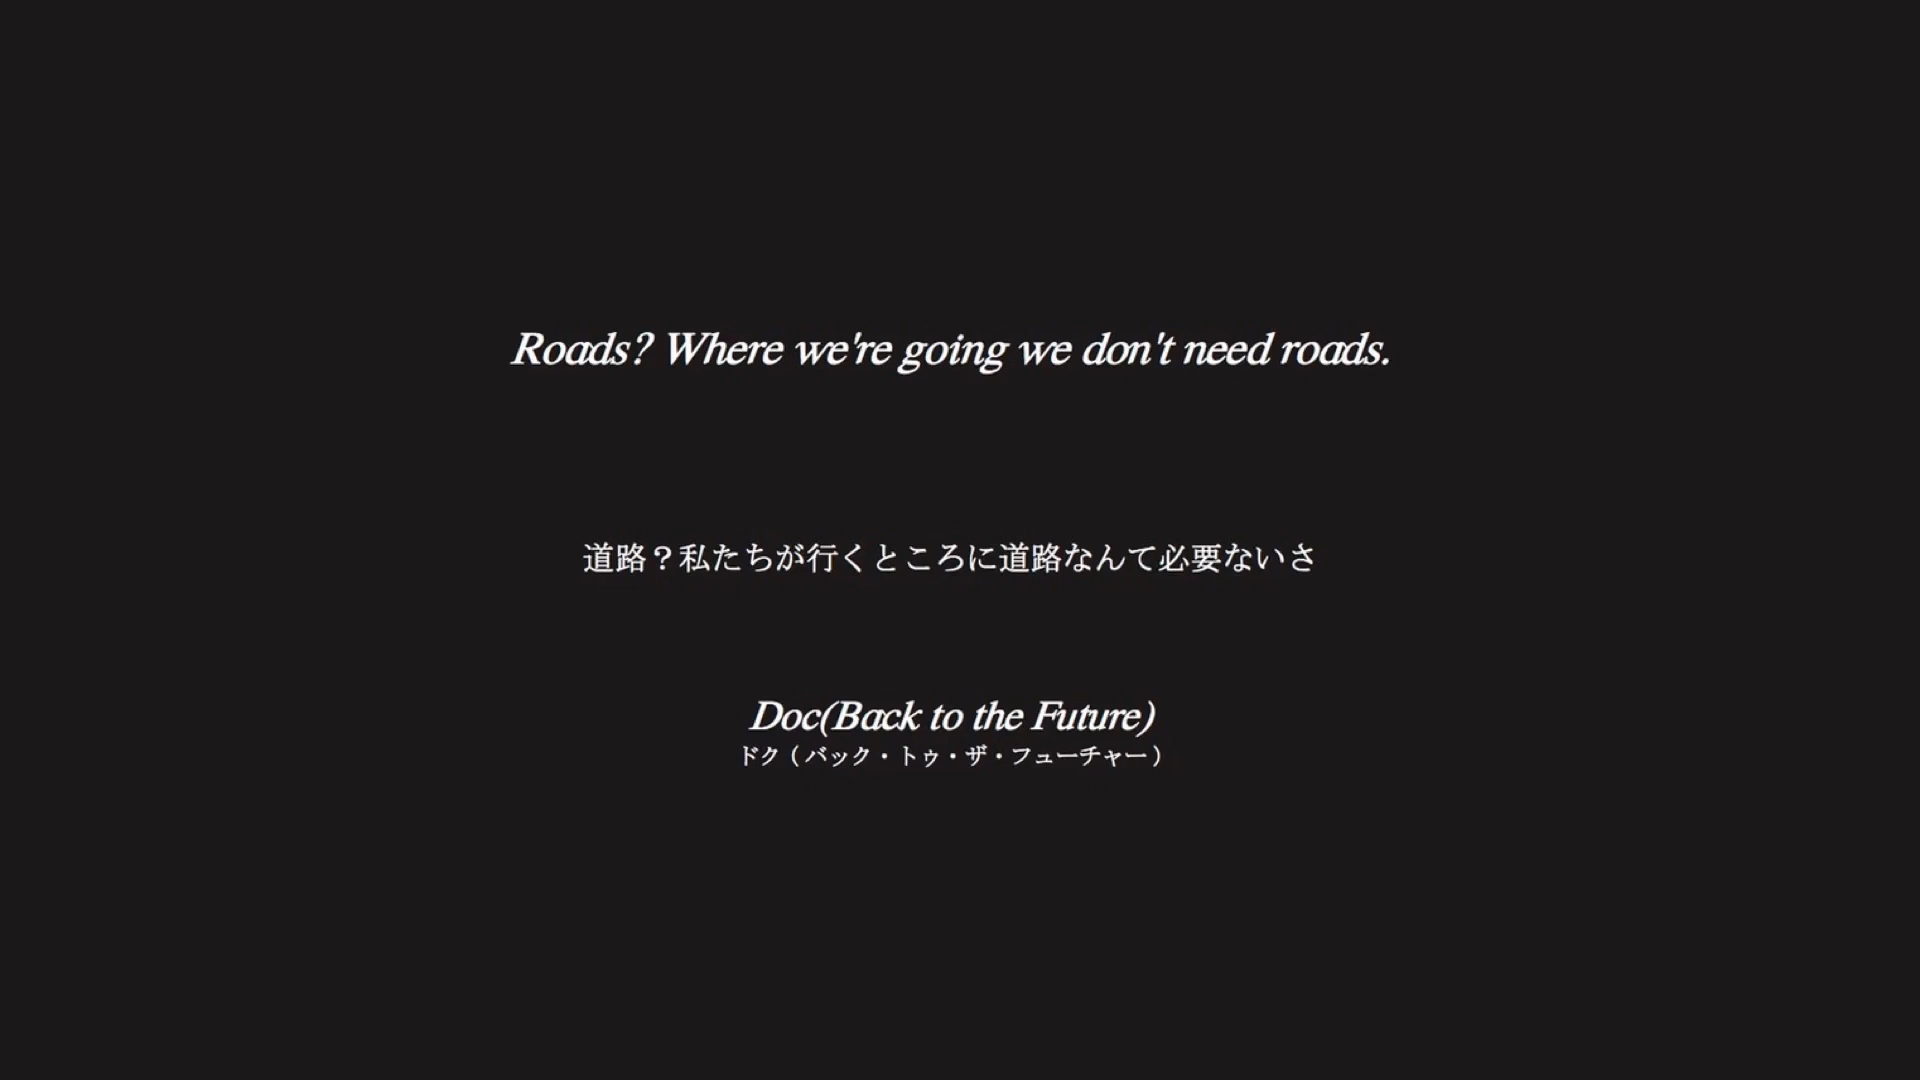 Roads? Where we're going we don't need roads.
道路？私たちが行くところに道路なんて必要ないさ
Doc(Back to the Future)
ドク（バック・トゥ・ザ・フューチャー）